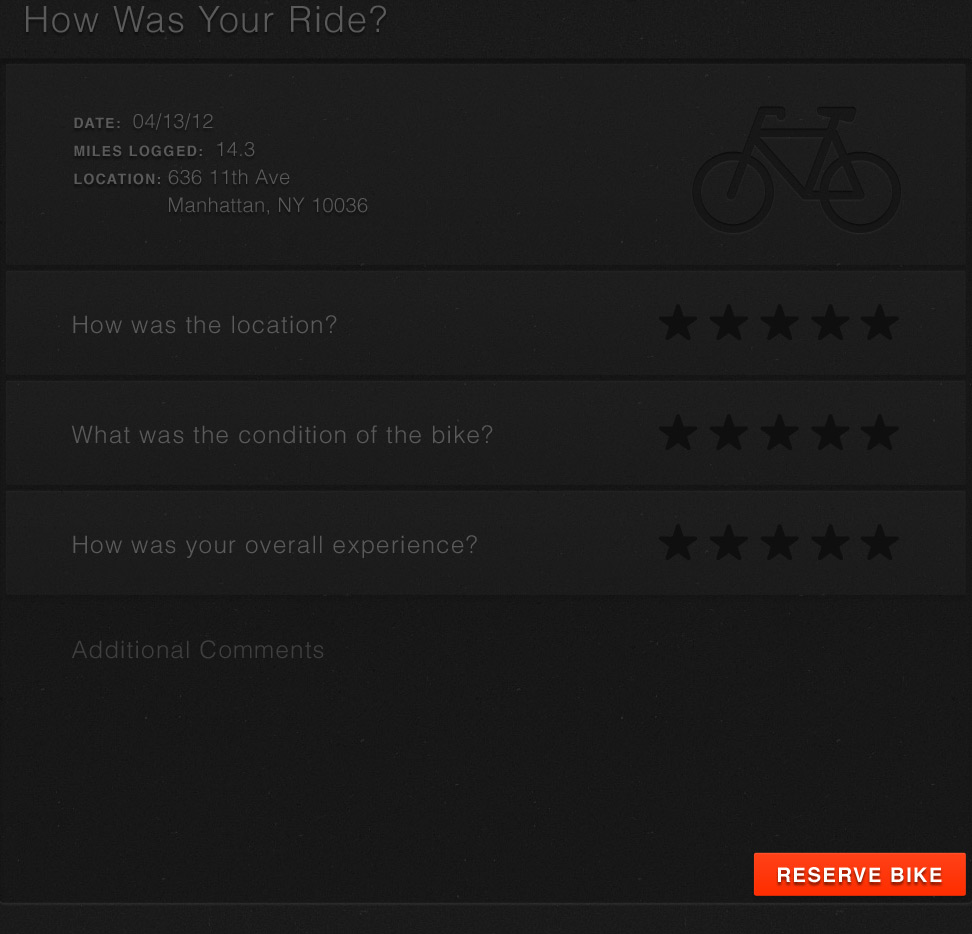 How Was Your Ride?
DATE: 04/13/12
MILES LOGGED: 14.3
LOCATION: 636 11th Ave
Manhattan, NY 10036
How was the location?
What was the condition of the bike?
How was your overall experience?
Additional Comments
RESERVE BIKE